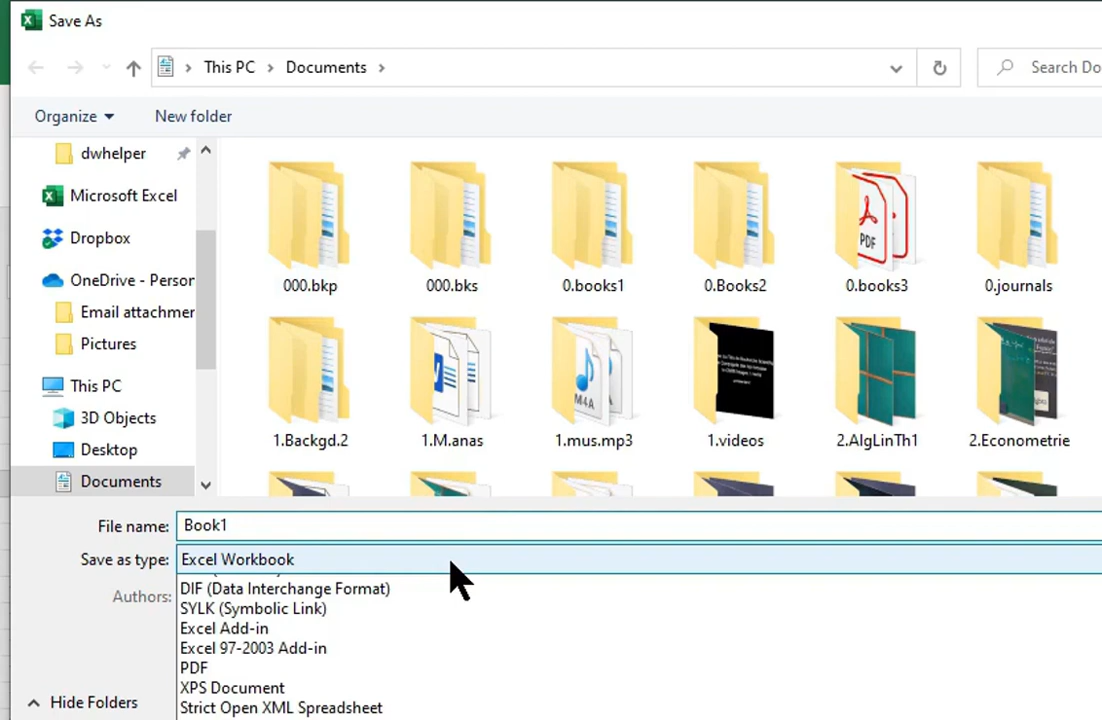 Save As
This PC
Documents
Search Do
Organize
New folder
dwhelper
Microsoft Excel
Dropbox
OneDrive - Person
Email attachmer
Pictures
This PC
3D Objects
Desktop
Documents
000.bkp
000.bks
0.books1
0.Books2
PDF
0.books3
0.journals
1.Backgd.2
1.M.anas
M4A
1.mus.mp3
1.videos
2.AlgLinTh1
2.Econometrie
File name:
Book1
Save as type:
Excel Workbook
Authors:
DIF (Data Interchange Format)
SYLK (Symbolic Link)
Excel Add-in
Excel 97-2003 Add-in
PDF
XPS Document
Strict Open XML Spreadsheet
Hide Folders